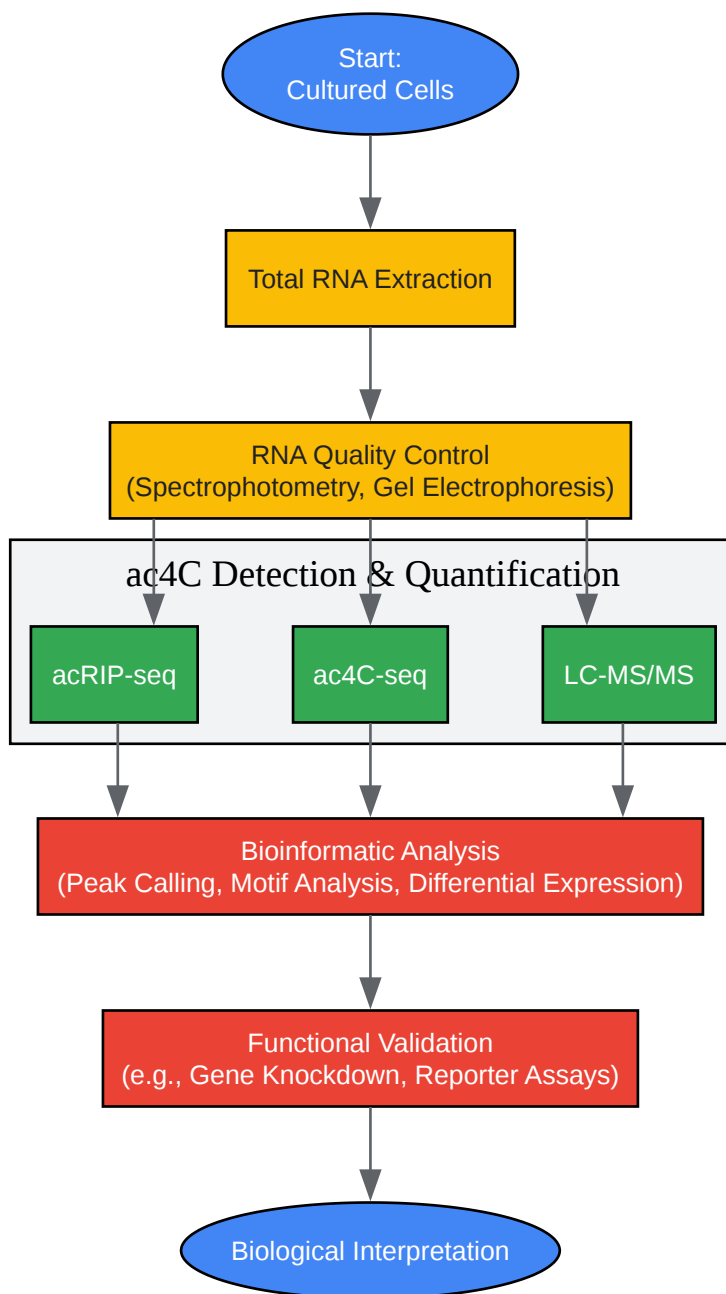 Start:
Cultured Cells
Total RNA Extraction
RNA Quality Control
(Spectrophotometry, Gel Electrophoresis)
ac4C Detection & Quantification
acRIP-seq
ac4C-seq
LC-MS/MS
Bioinformatic Analysis
(Peak Calling, Motif Analysis, Differential Expression)
Functional Validation
(e.g., Gene Knockdown, Reporter Assays)
Biological Interpretation